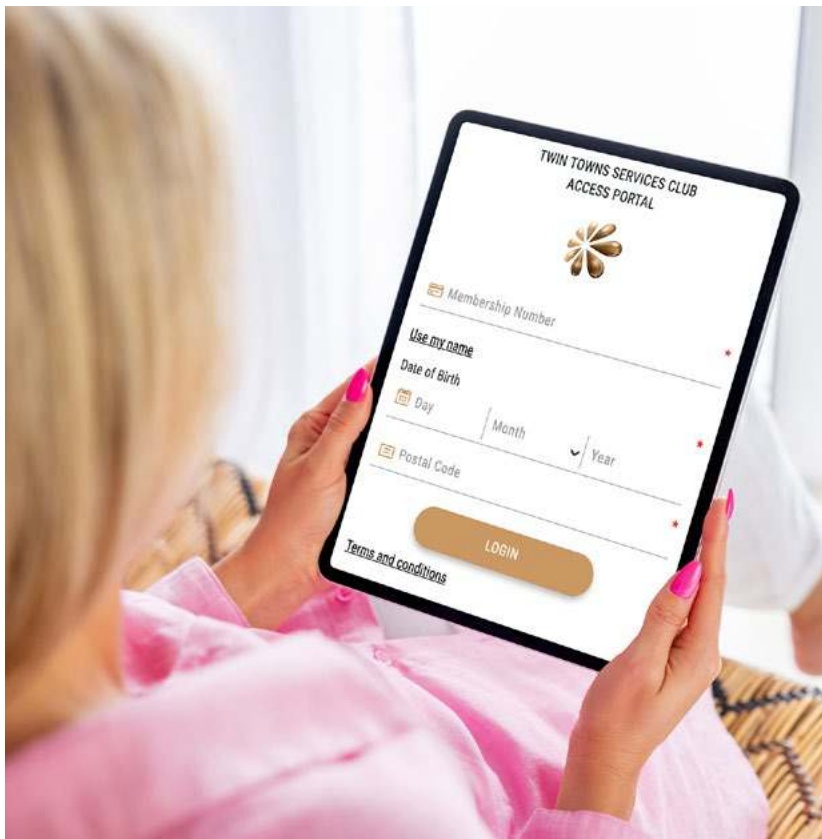 TWIN TOWNS SERVICES CLUB
ACCESS PORTAL
Membership Number *
Use my name
Date of Birth
Day Month Year *
Postal Code *
LOGIN
Terms and conditions